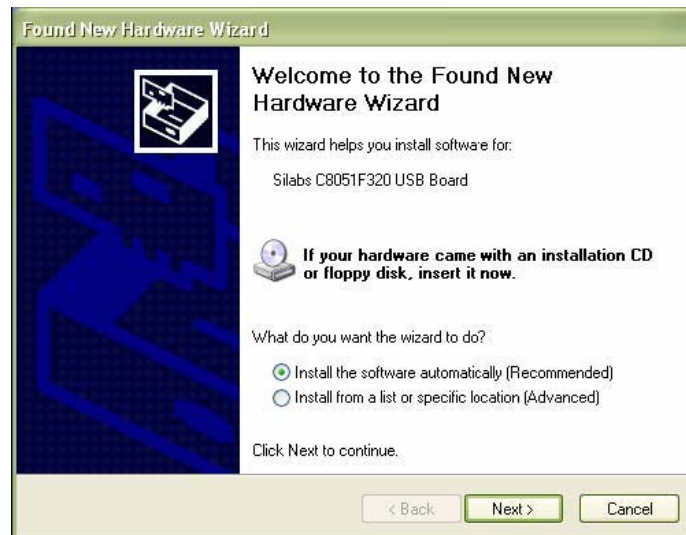 Found New Hardware Wizard
Welcome to the Found New
Hardware Wizard
This wizard helps you install software for:
Silabs C8051F320 USB Board
If your hardware came with an installation CD
or floppy disk, insert it now.
What do you want the wizard to do?
Install the software automatically (Recommended)
Install from a list or specific location (Advanced)
Click Next to continue.
< Back Next > Cancel